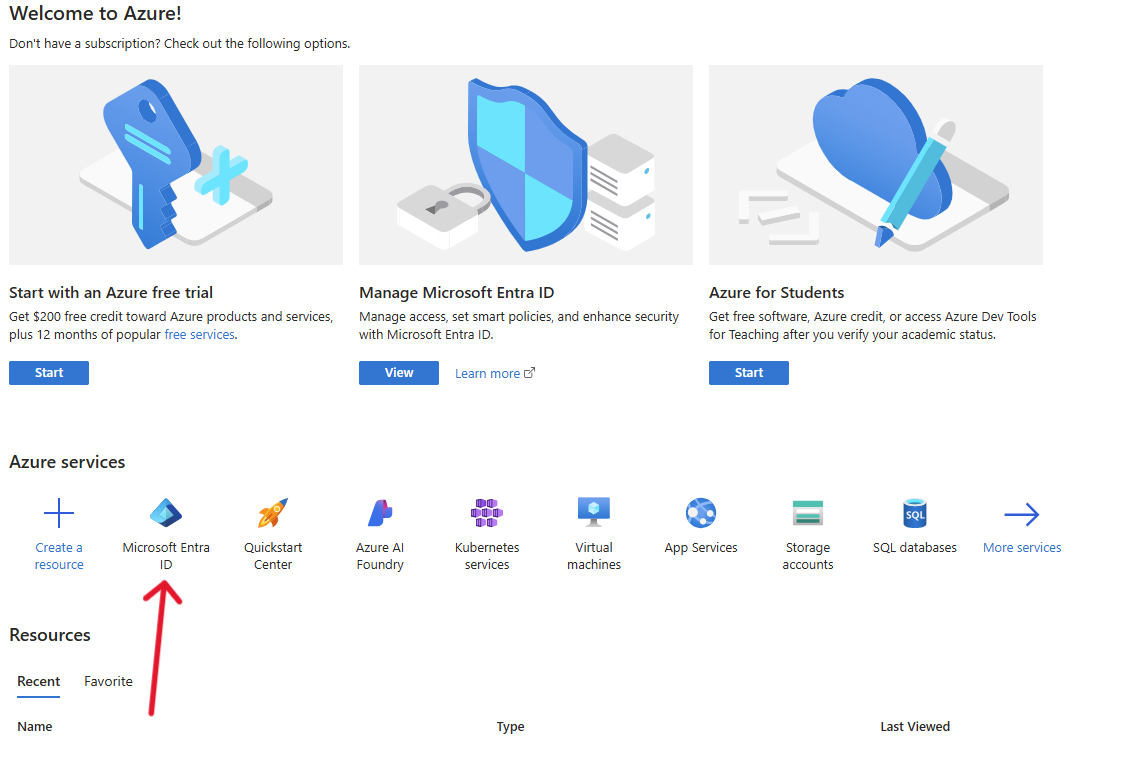 Welcome to Azure!
Don't have a subscription? Check out the following options.
Start with an Azure free trial
Get $200 free credit toward Azure products and services,
plus 12 months of popular free services.
Start
Manage Microsoft Entra ID
Manage access, set smart policies, and enhance security
with Microsoft Entra ID.
View
Learn more
Azure for Students
Get free software, Azure credit, or access Azure Dev Tools
for Teaching after you verify your academic status.
Start
Azure services
Create a
resource
Microsoft Entra
ID
Quickstart
Center
Azure AI
Foundry
Kubernetes
services
Virtual
machines
App Services
Storage
accounts
SQL
SQL databases
More services
Resources
Recent
Favorite
Name
Type
Last Viewed